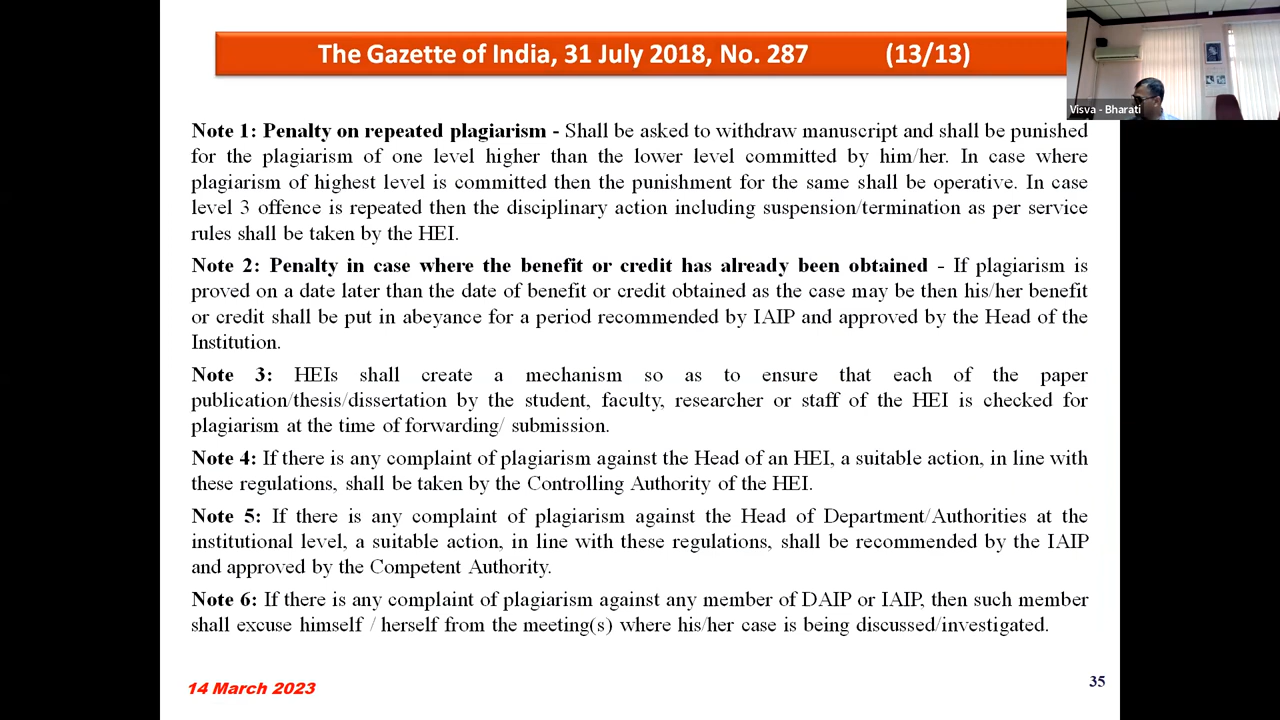 The Gazette of India, 31 July 2018, No. 287 (13/13)
Visva - Bharati
Note 1: Penalty on repeated plagiarism - Shall be asked to withdraw manuscript and shall be punished
for the plagiarism of one level higher than the lower level committed by him/her. In case where
plagiarism of highest level is committed then the punishment for the same shall be operative. In case
level 3 offence is repeated then the disciplinary action including suspension/termination as per service
rules shall be taken by the HEI.
Note 2: Penalty in case where the benefit or credit has already been obtained - If plagiarism is
proved on a date later than the date of benefit or credit obtained as the case may be then his/her benefit
or credit shall be put in abeyance for a period recommended by IAIP and approved by the Head of the
Institution.
Note 3: HEIs shall create a mechanism so as to ensure that each of the paper
publication/thesis/dissertation by the student, faculty, researcher or staff of the HEI is checked for
plagiarism at the time of forwarding/ submission.
Note 4: If there is any complaint of plagiarism against the Head of an HEI, a suitable action, in line with
these regulations, shall be taken by the Controlling Authority of the HEI.
Note 5: If there is any complaint of plagiarism against the Head of Department/Authorities at the
institutional level, a suitable action, in line with these regulations, shall be recommended by the IAIP
and approved by the Competent Authority.
Note 6: If there is any complaint of plagiarism against any member of DAIP or IAIP, then such member
shall excuse himself / herself from the meeting(s) where his/her case is being discussed/investigated.
14 March 2023
35